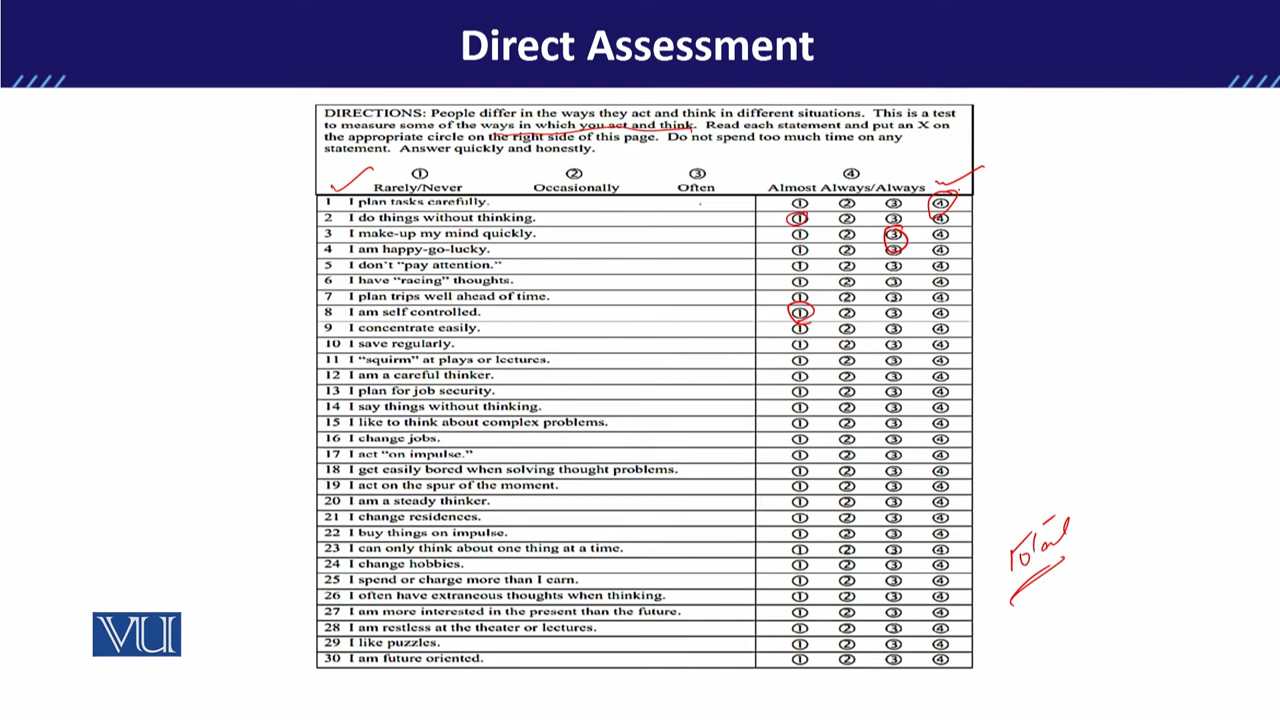 Direct Assessment
DIRECTIONS: People differ in the ways they act and think in different situations. This is a test
to measure some of the ways in which you act and think. Read each statement and put an X on
the appropriate circle on the right side of this page. Do not spend too much time on any
statement. Answer quickly and honestly.
① ② ③ ④
Rarely/Never Occasionally Often Almost Always/Always
1 I plan tasks carefully. ① ② ③ ④
2 I do things without thinking. ① ② ③ ④
3 I make-up my mind quickly. ① ② ③ ④
4 I am happy-go-lucky. ① ② ③ ④
5 I don't "pay attention." ① ② ③ ④
6 I have "racing" thoughts. ① ② ③ ④
7 I plan trips well ahead of time. ① ② ③ ④
8 I am self controlled. ① ② ③ ④
9 I concentrate easily. ① ② ③ ④
10 I save regularly. ① ② ③ ④
11 I "squirm" at plays or lectures. ① ② ③ ④
12 I am a careful thinker. ① ② ③ ④
13 I plan for job security. ① ② ③ ④
14 I say things without thinking. ① ② ③ ④
15 I like to think about complex problems. ① ② ③ ④
16 I change jobs. ① ② ③ ④
17 I act "on impulse." ① ② ③ ④
18 I get easily bored when solving thought problems. ① ② ③ ④
19 I act on the spur of the moment. ① ② ③ ④
20 I am a steady thinker. ① ② ③ ④
21 I change residences. ① ② ③ ④
22 I buy things on impulse. ① ② ③ ④
23 I can only think about one thing at a time. ① ② ③ ④
24 I change hobbies. ① ② ③ ④
25 I spend or charge more than I earn. ① ② ③ ④
26 I often have extraneous thoughts when thinking. ① ② ③ ④
27 I am more interested in the present than the future. ① ② ③ ④
28 I am restless at the theater or lectures. ① ② ③ ④
29 I like puzzles. ① ② ③ ④
30 I am future oriented. ① ② ③ ④
Total
VU